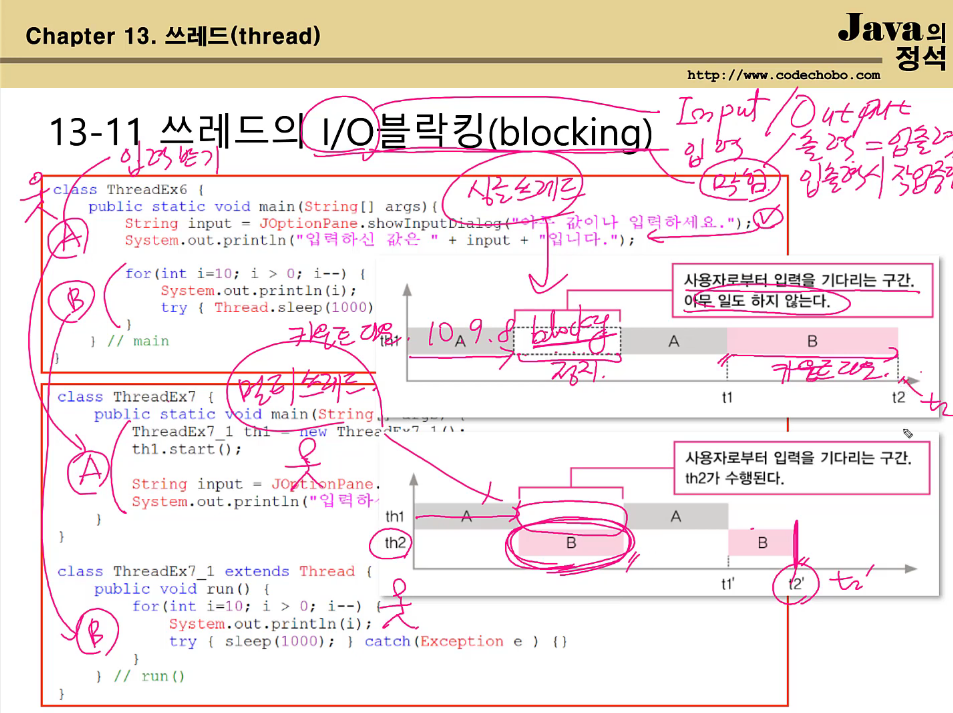 Chapter 13. 쓰레드(thread)
Java의
정석
http://www.codechobo.com
13-11 쓰레드의 I/O블락킹(blocking)
Input / Output
입력 출력 = 입출력
막힘. 입출력시 작업중
입력받기
싱글쓰레드
class ThreadEx6 {
public static void main(String[] args){
String input = JOptionPane.showInputDialog("아무 값이나 입력하세요.");
System.out.println("입력하신 값은 " + input + "입니다.");
A
for(int i=10; i > 0; i--) {
System.out.println(i);
try { Thread.sleep(1000)
}
} // main
}
B
사용자로부터 입력을 기다리는 구간.
아무 일도 하지 않는다.
카운트다운.. 10. 9. 8 blocking
th1 A A B
정지. 카운트다운.
t1 t2
t2
멀티쓰레드.
class ThreadEx7 {
public static void main(String[] args) {
ThreadEx7_1 th1 = new ThreadEx7_1();
th1.start();
A
String input = JOptionPane.
System.out.println("입력하
}
}
사용자로부터 입력을 기다리는 구간.
th2가 수행된다.
th1 A A
th2 B B
t1' t2' t2'
class ThreadEx7_1 extends Thread {
public void run() {
for(int i=10; i > 0; i--) {
System.out.println(i);
try { sleep(1000); } catch(Exception e ) {}
}
} // run()
}
B